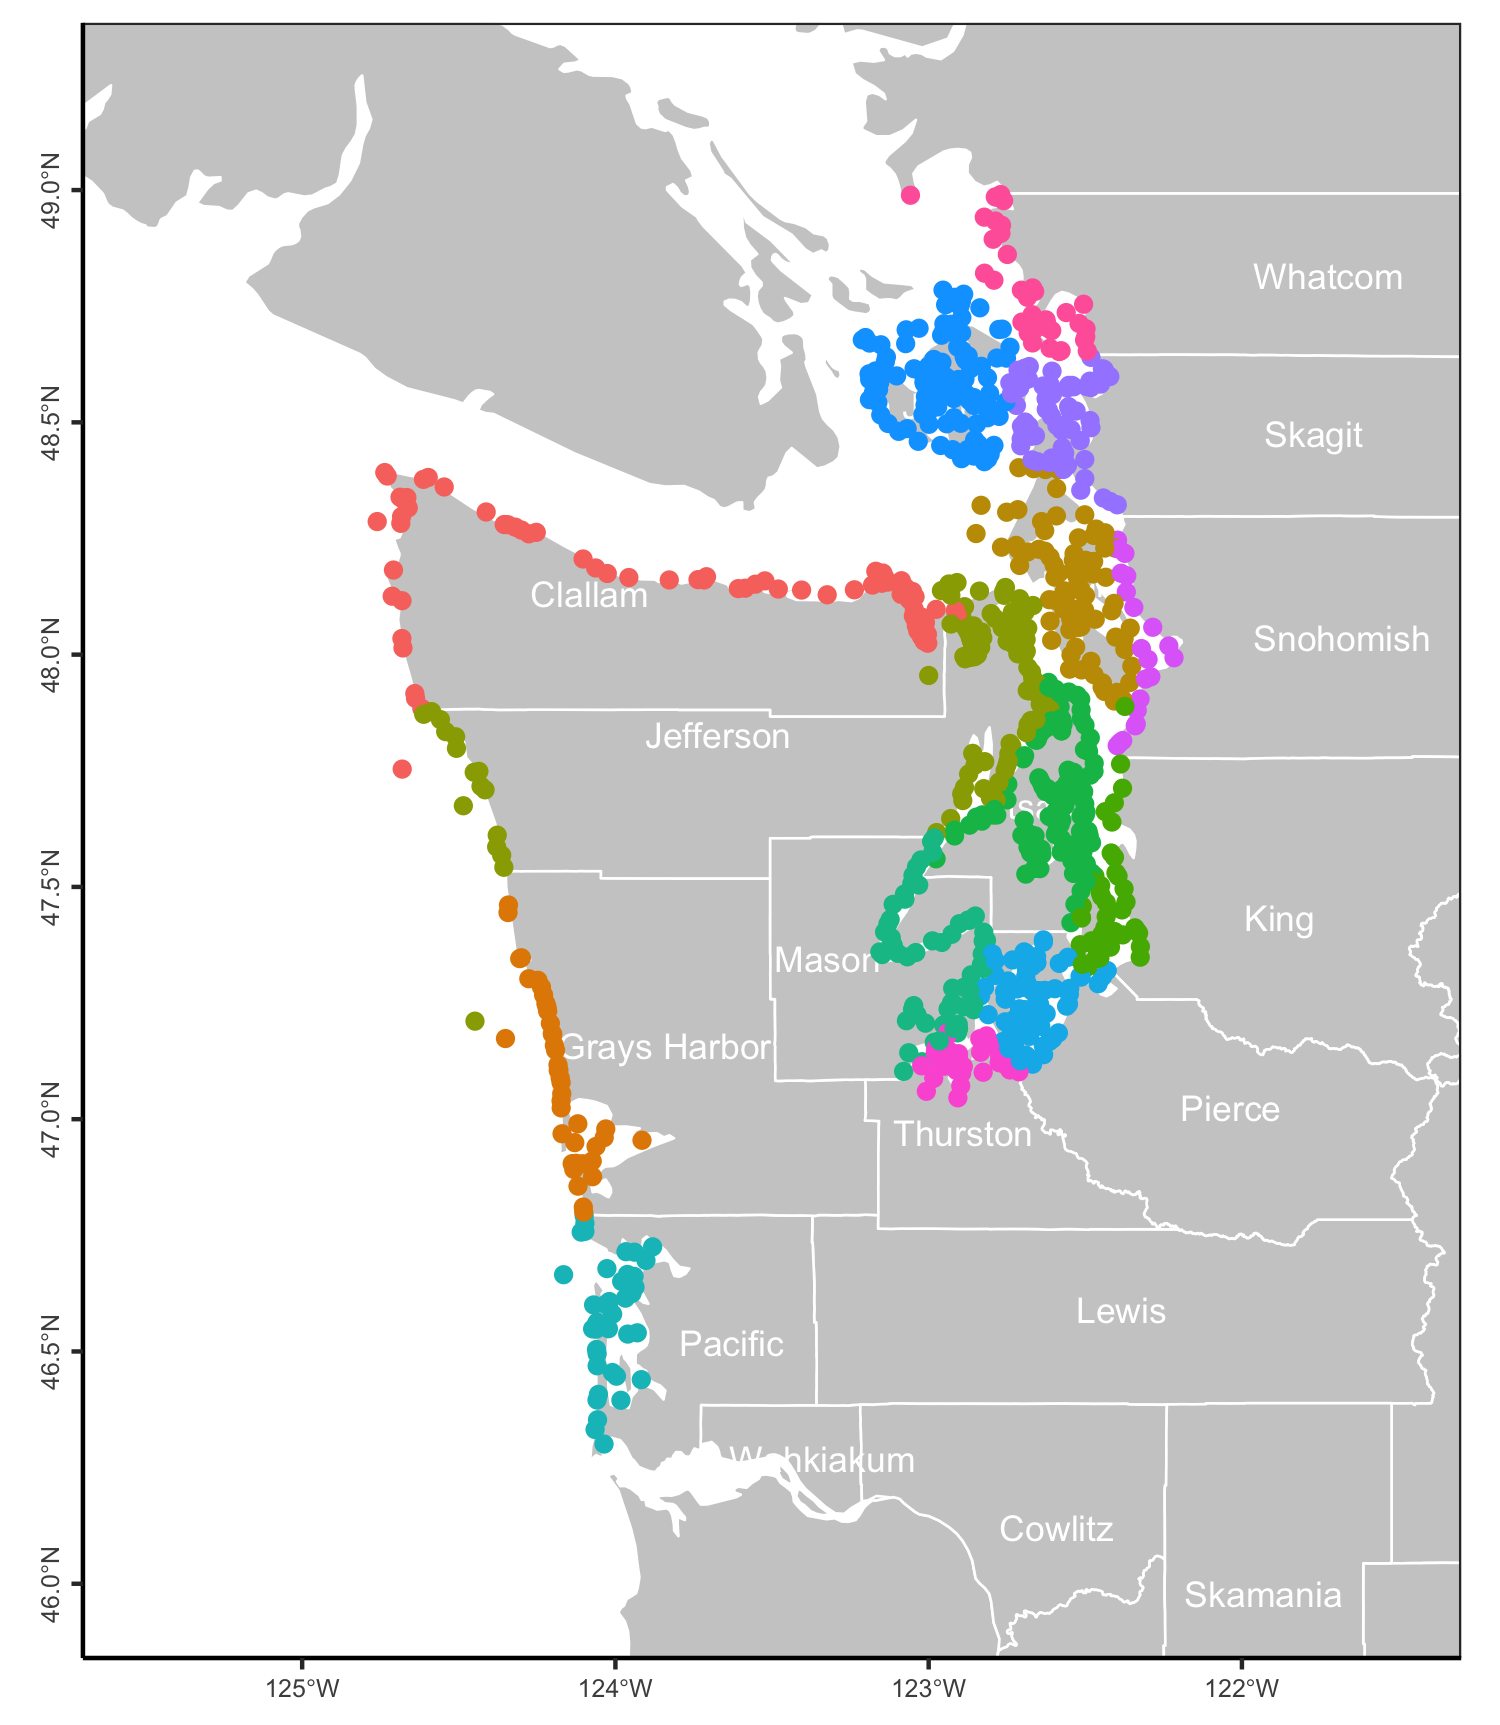 49.0°N
Whatcom
48.5°N
Skagit
Clallam
48.0°N
Snohomish
Jefferson
47.5°N
King
Mason
Grays Harbor
47.0°N
Pierce
Thurston
Lewis
46.5°N
Pacific
Cowlitz
46.0°N
Skamania
125°W
124°W
123°W
122°W